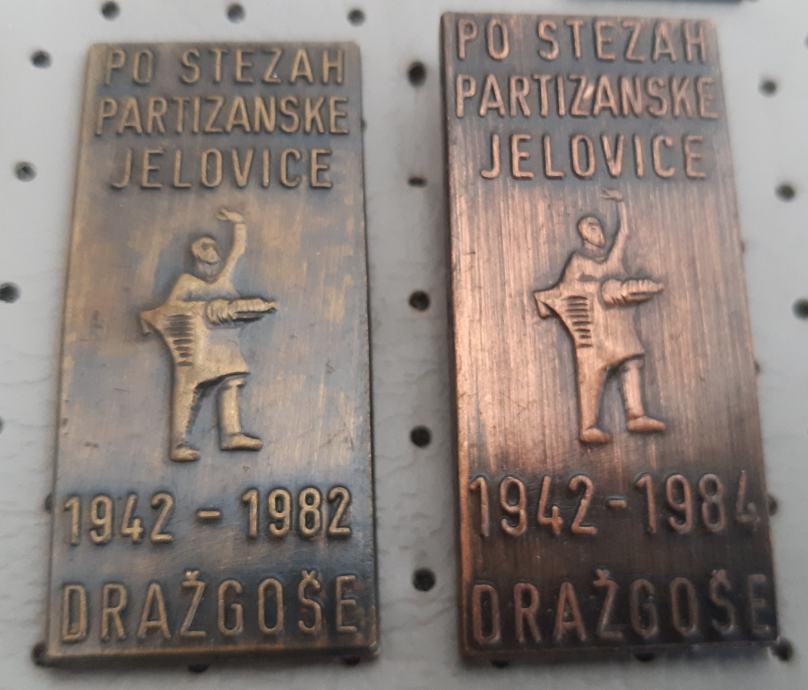 PO STEZAH
PARTIZANSKE
JELOVICE
1942 - 1982
DRAŽGOŠE
PO STEZAH
PARTIZANSKE
JELOVICE
1942-1984
DRAŽGOŠE